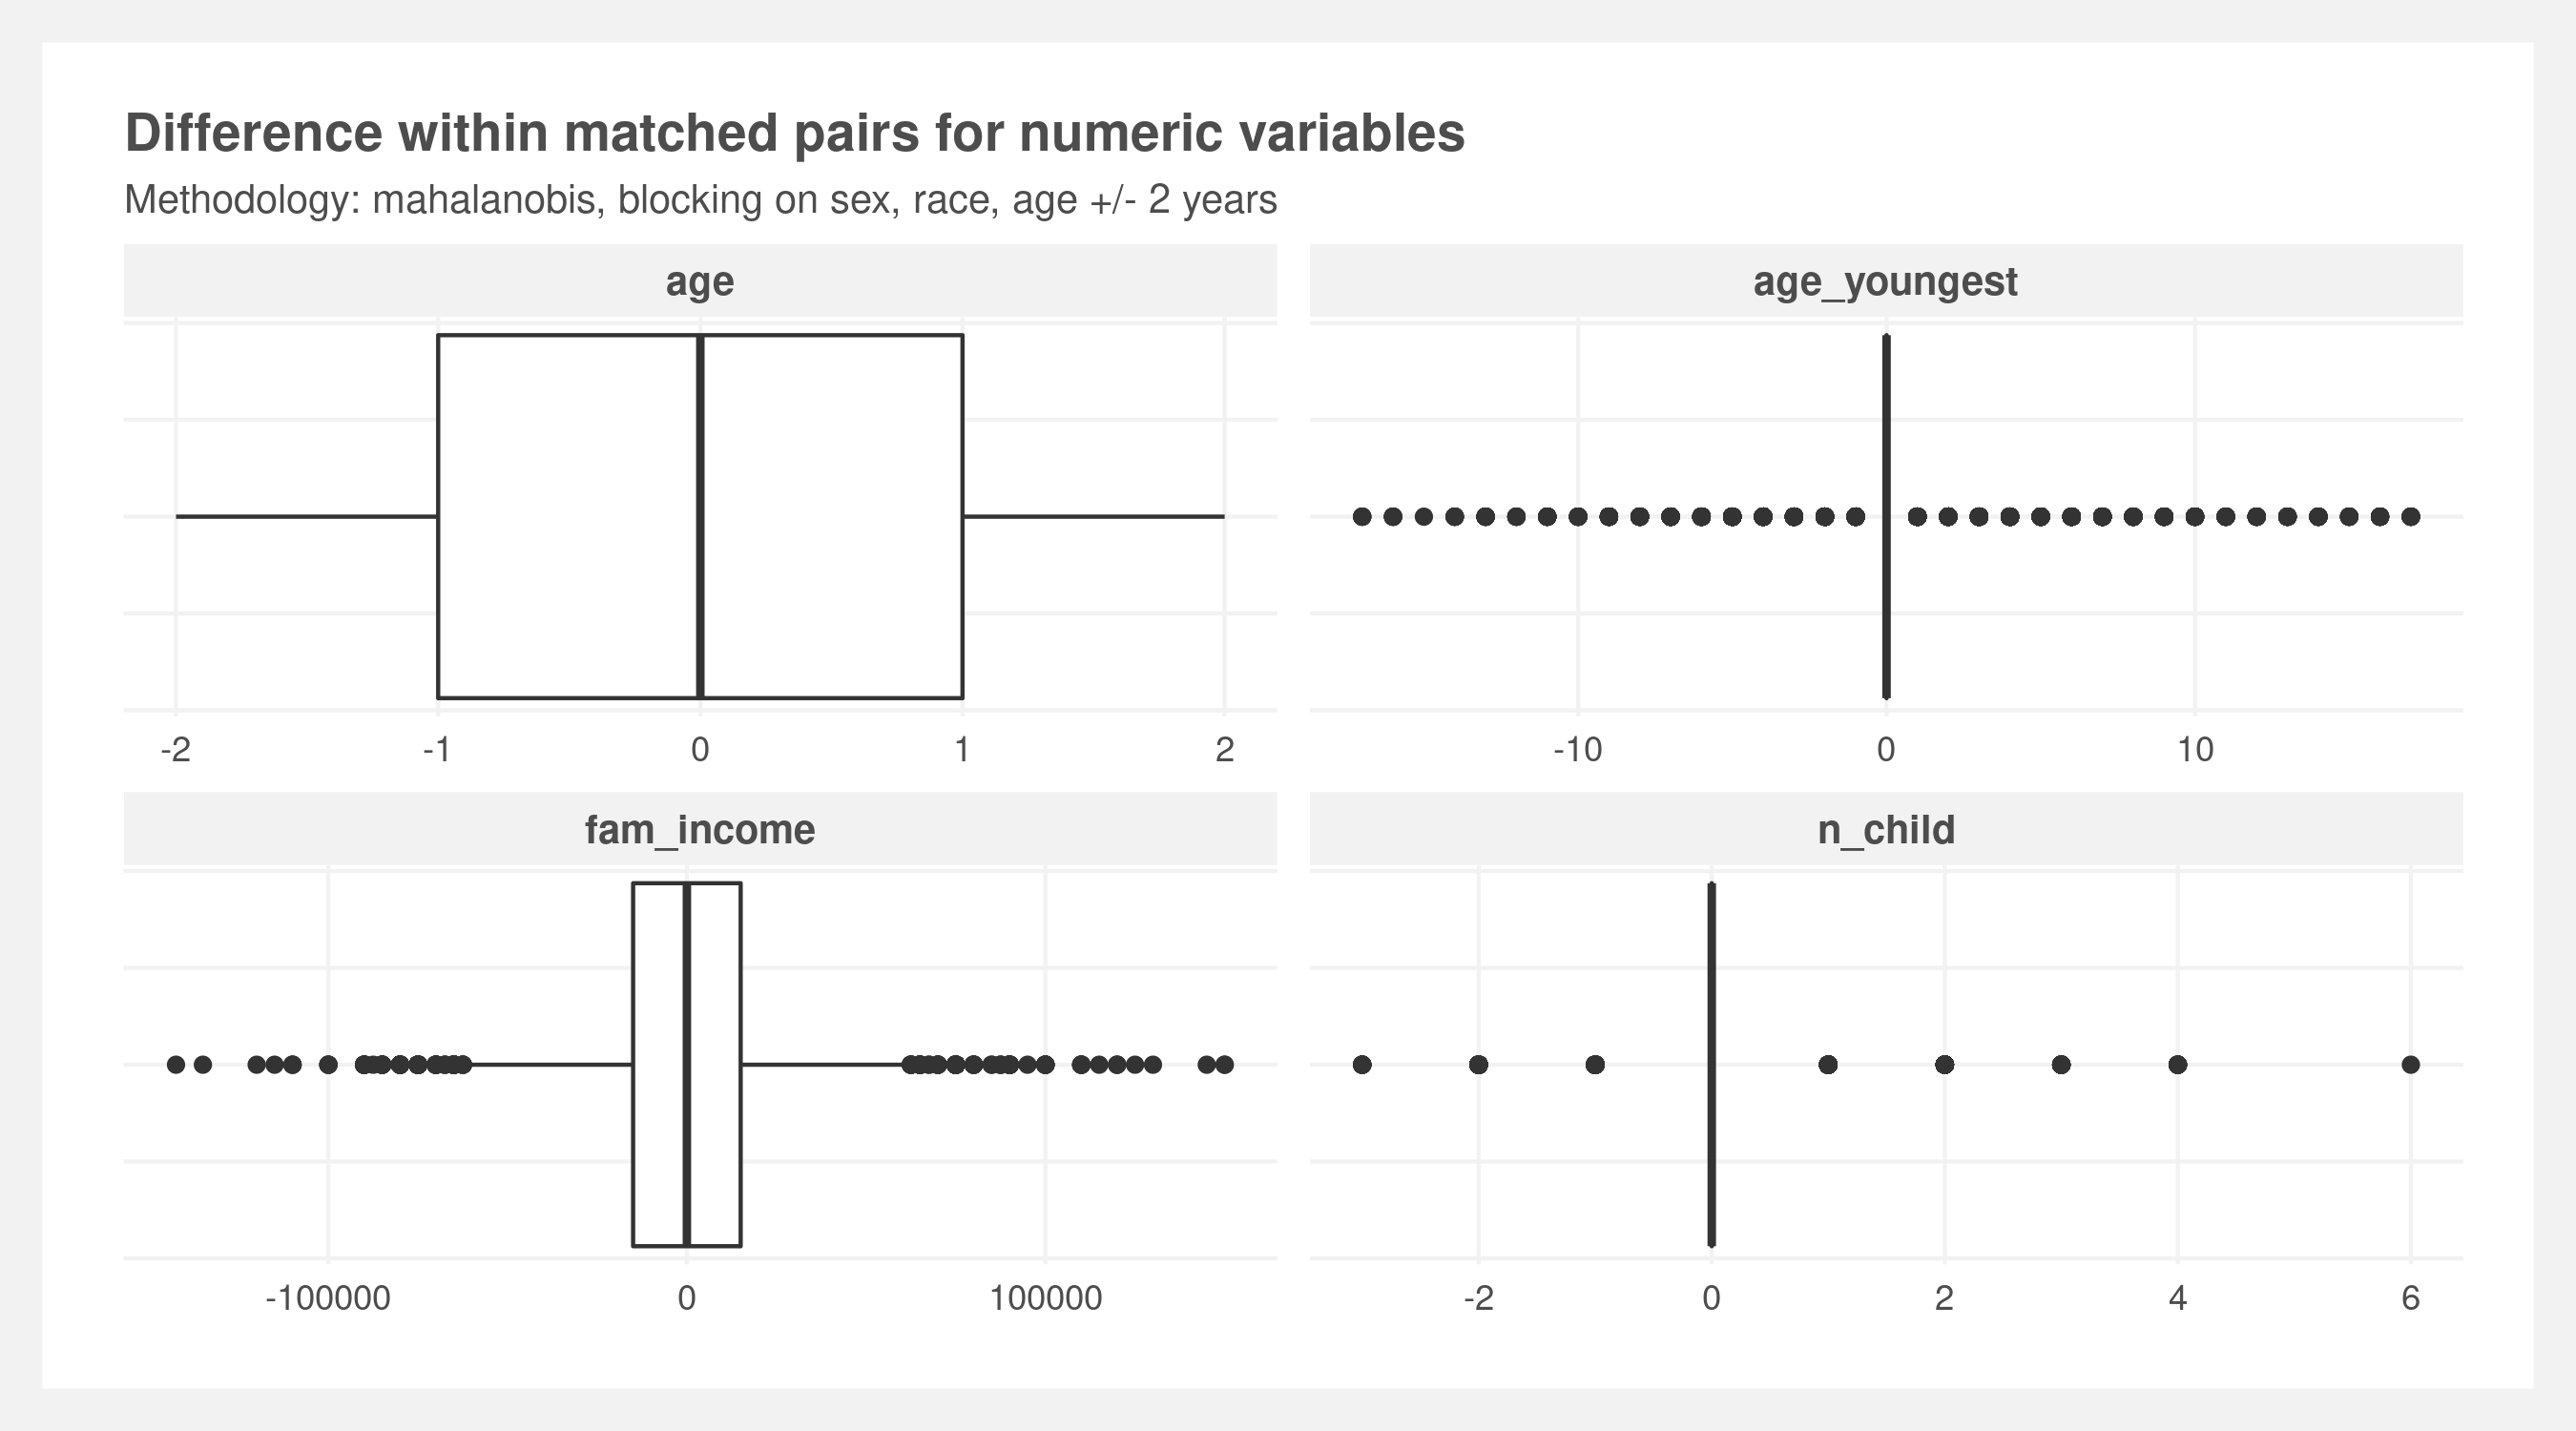 Difference within matched pairs for numeric variables
Methodology: mahalanobis, blocking on sex, race, age +/- 2 years
age
age_youngest
-2 -1 0 1 2
-10 0 10
fam_income
n_child
-100000 0 100000
-2 0 2 4 6